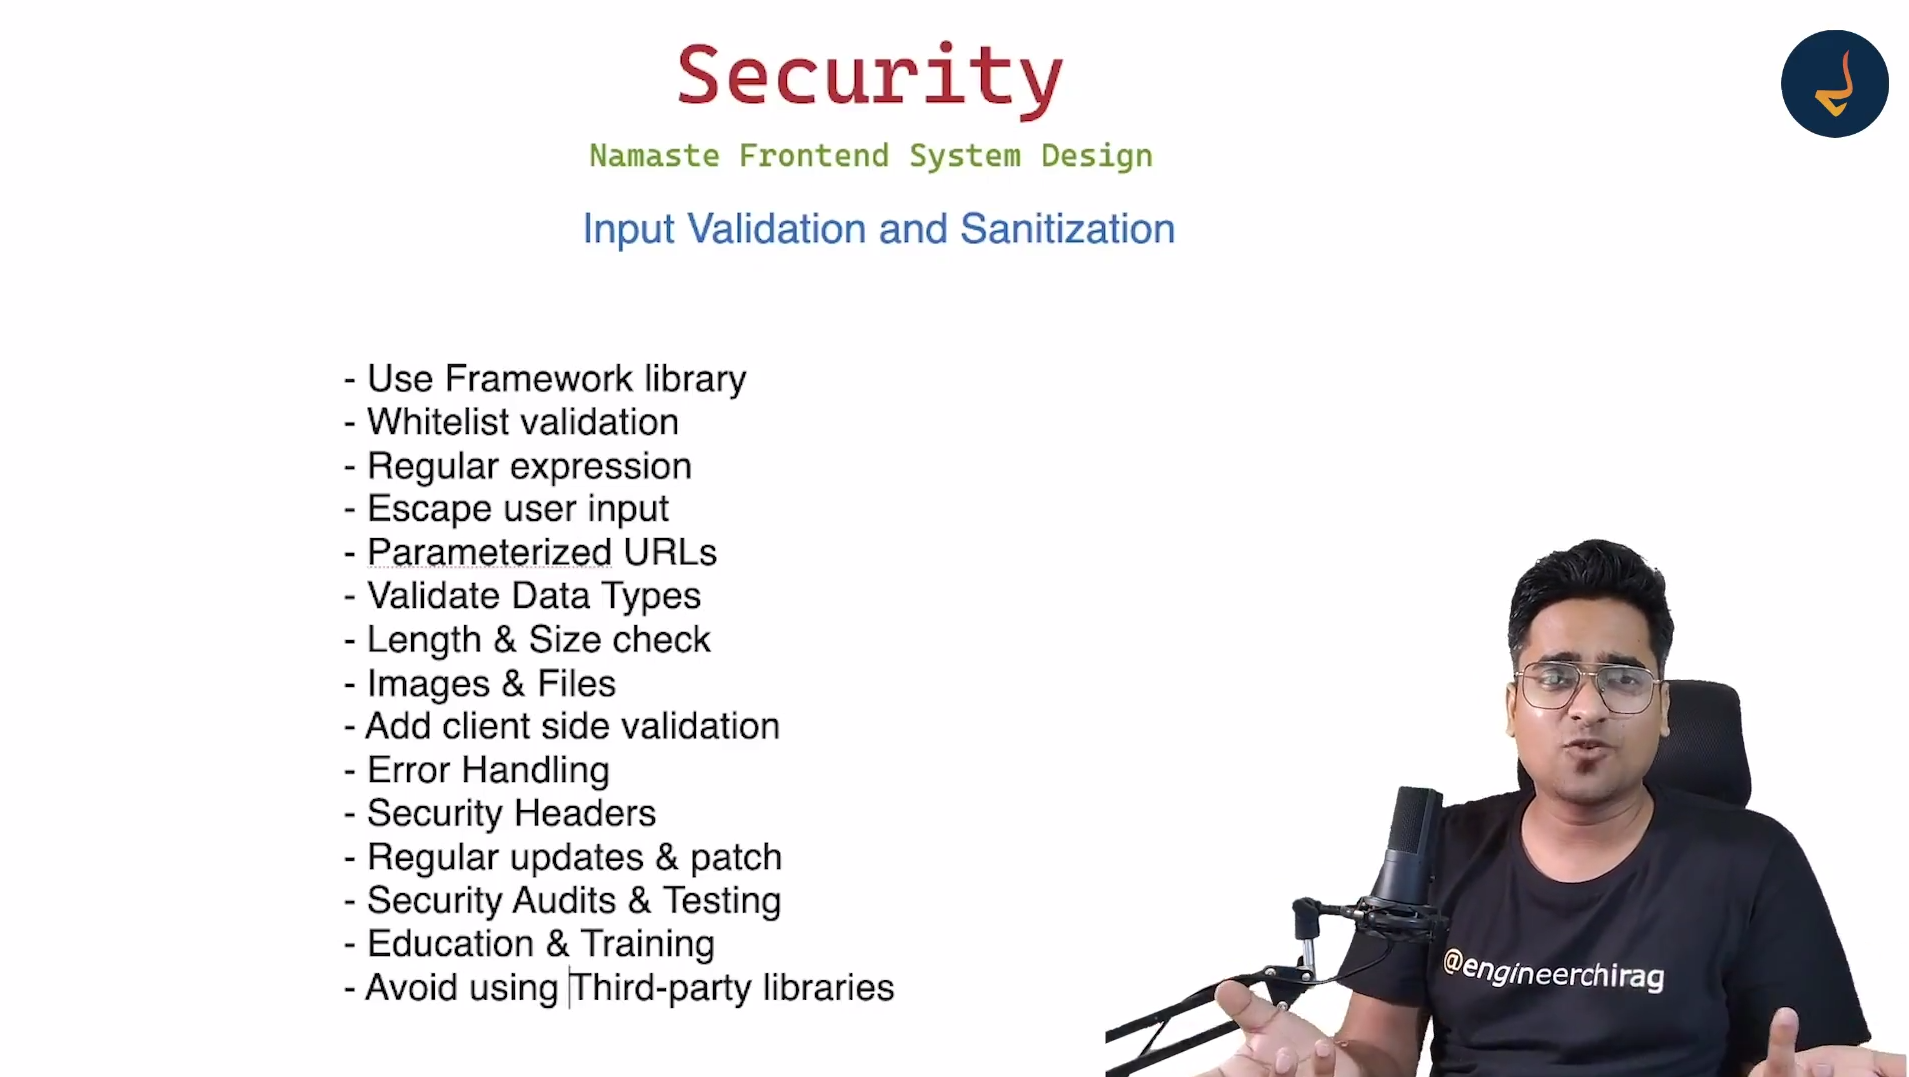 Security
Namaste Frontend System Design
Input Validation and Sanitization
- Use Framework library
- Whitelist validation
- Regular expression
- Escape user input
- Parameterized URLs
- Validate Data Types
- Length & Size check
- Images & Files
- Add client side validation
- Error Handling
- Security Headers
- Regular updates & patch
- Security Audits & Testing
- Education & Training
- Avoid using Third-party libraries
@engineerchirag